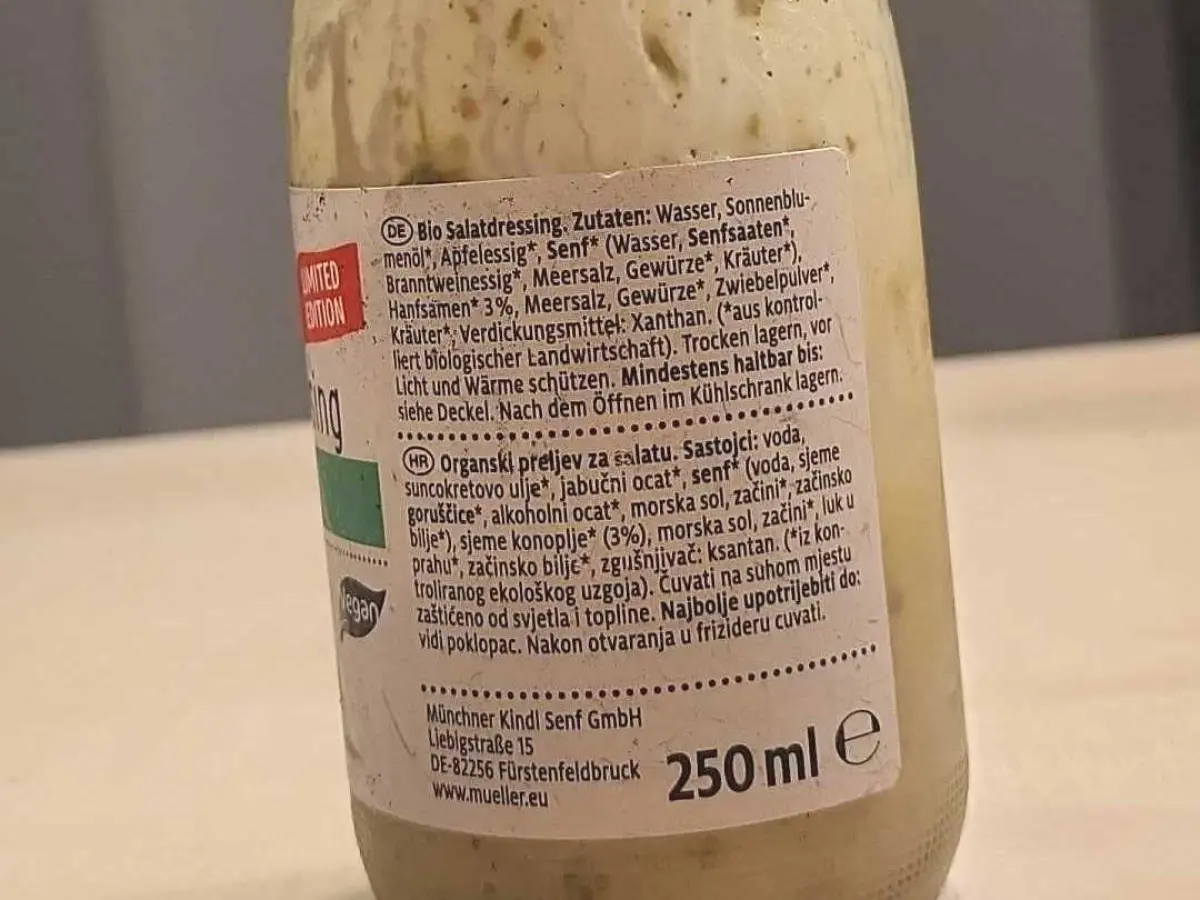 LIMITED
EDITION
ing
Vegan
DE Bio Salatdressing. Zutaten: Wasser, Sonnenblu-
menöl*, Apfelessig*, Senf* (Wasser, Senfsaaten*,
Branntweinessig*, Meersalz, Gewürze*, Kräuter*),
Hanfsamen* 3%, Meersalz, Gewürze*, Zwiebelpulver*,
Kräuter*, Verdickungsmittel: Xanthan. (*aus kontrol-
liert biologischer Landwirtschaft). Trocken lagern, vor
Licht und Wärme schützen. Mindestens haltbar bis:
siehe Deckel. Nach dem Öffnen im Kühlschrank lagern.
HR Organski preljev za salatu. Sastojci: voda,
suncokretovo ulje*, jabučni ocat*, senf* (voda, sjeme
goruščice*, alkoholni ocat*, morska sol, začini*, začinsko
bilje*), sjeme konoplje* (3%), morska sol, začini*, luk u
prahu*, začinsko bilje*, zgušnjivač: ksantan. (*iz kon-
troliranog ekološkog uzgoja). Čuvati na suhom mjestu
zaštićeno od svjetla i topline. Najbolje upotrijebiti do:
vidi poklopac. Nakon otvaranja u frizideru cuvati.
Münchner Kindl Senf GmbH
Liebigstraße 15
DE-82256 Fürstenfeldbruck
www.mueller.eu
250 ml ℮